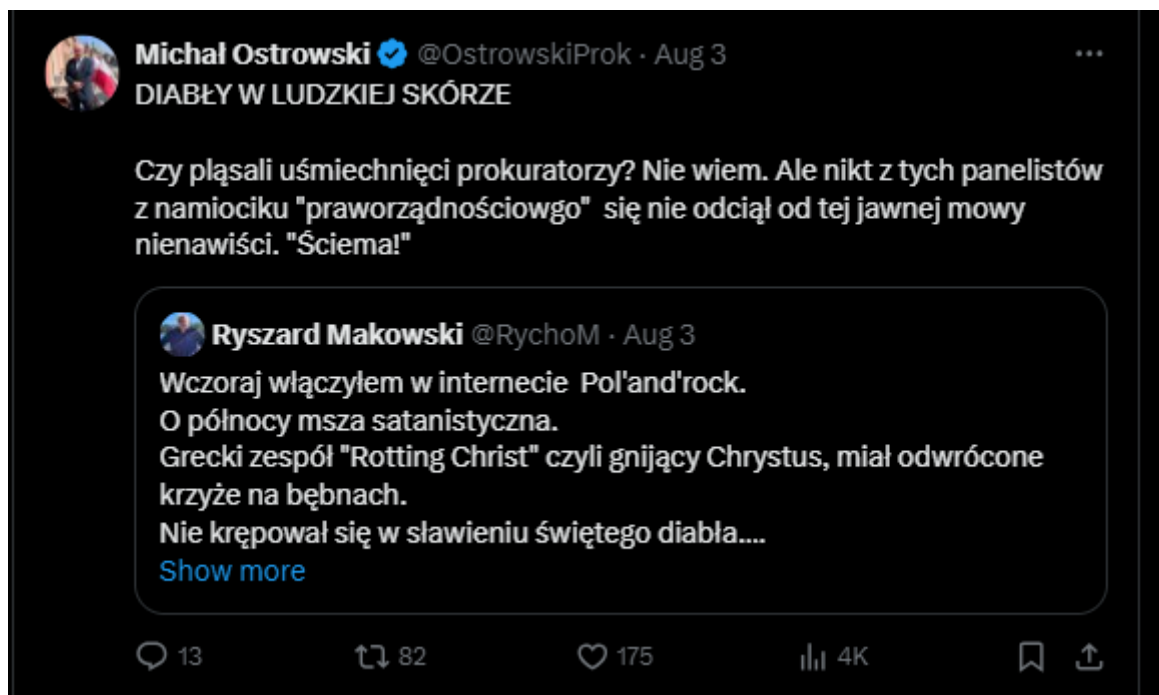 Michał Ostrowski @OstrowskiProk · Aug 3
DIABŁY W LUDZKIEJ SKÓRZE
Czy pląsali uśmiechnięci prokuratorzy? Nie wiem. Ale nikt z tych panelistów
z namiociku "praworządnościowgo"  się nie odciął od tej jawnej mowy
nienawiści. "Ściema!"
Ryszard Makowski @RychoM · Aug 3
Wczoraj włączyłem w internecie  Pol'and'rock.
O północy msza satanistyczna.
Grecki zespół "Rotting Christ" czyli gnijący Chrystus, miał odwrócone
krzyże na bębnach.
Nie krępował się w sławieniu świętego diabła....
Show more
13 82 175 4K